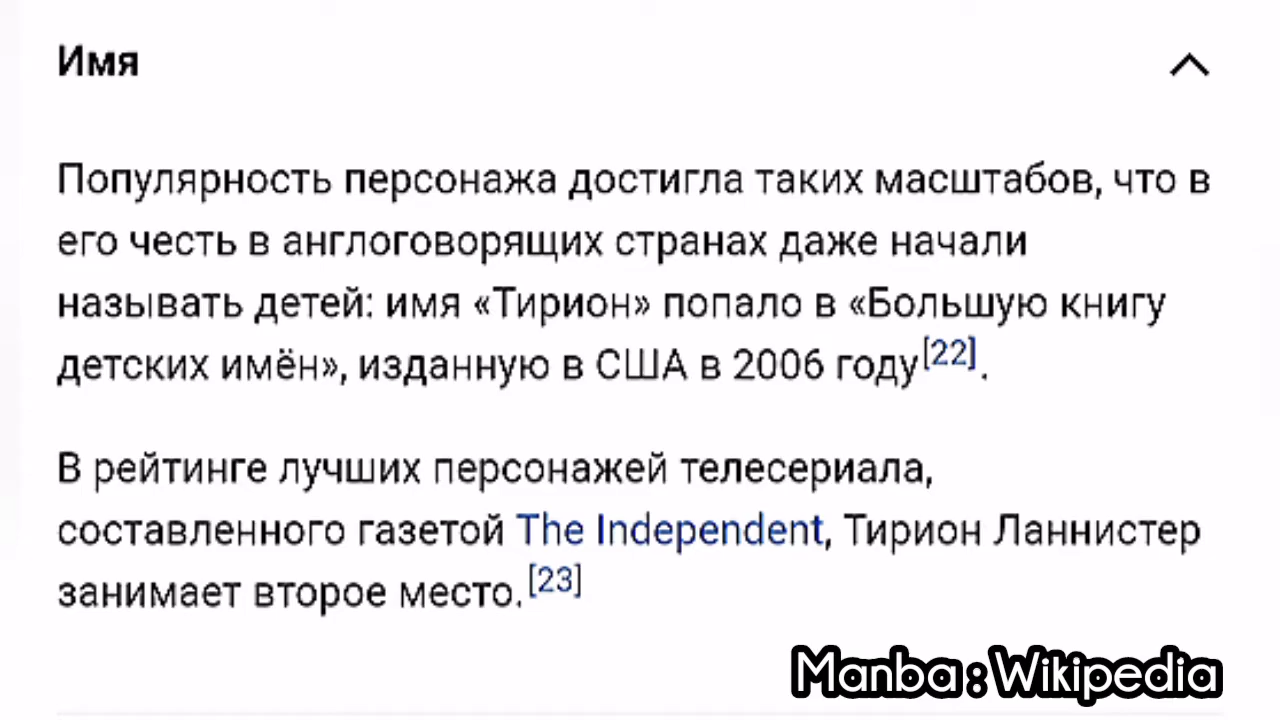 Имя
Популярность персонажа достигла таких масштабов, что в
его честь в англоговорящих странах даже начали
называть детей: имя «Тирион» попало в «Большую книгу
детских имён», изданную в США в 2006 году[22].
В рейтинге лучших персонажей телесериала,
составленного газетой The Independent, Тирион Ланнистер
занимает второе место.[23]
Manba : Wikipedia